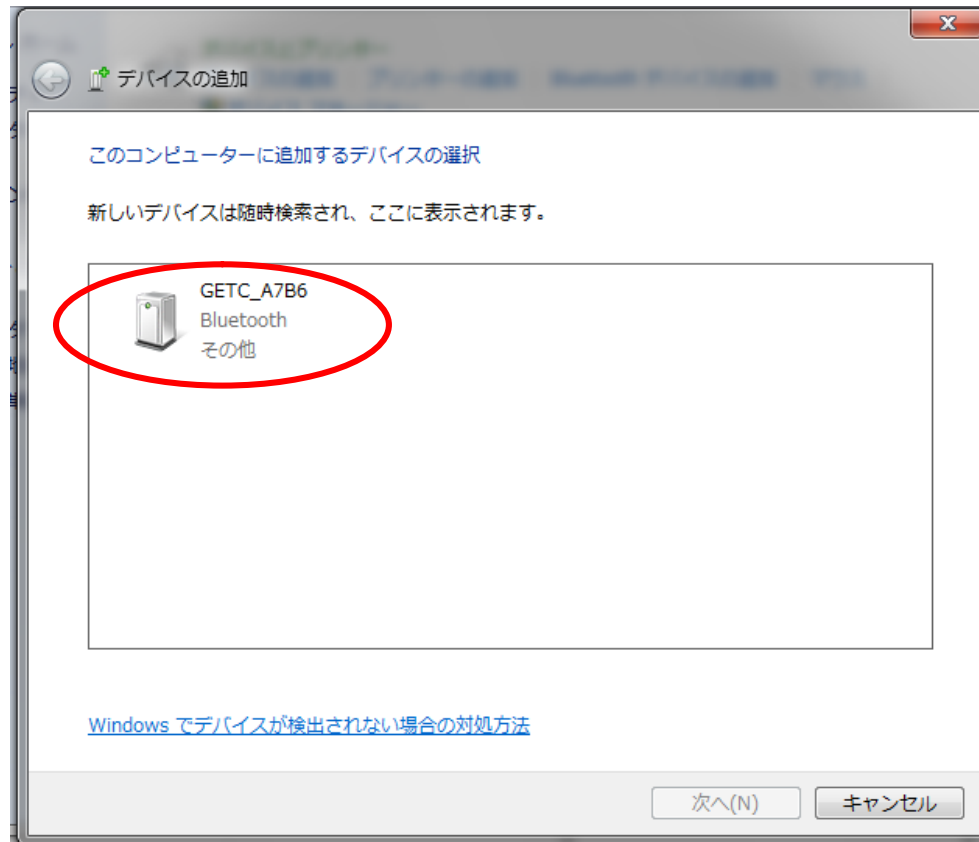 デバイスの追加
このコンピューターに追加するデバイスの選択
新しいデバイスは随時検索され、ここに表示されます。
GETC_A7B6
Bluetooth
その他
Windows でデバイスが検出されない場合の対処方法
次へ(N)
キャンセル